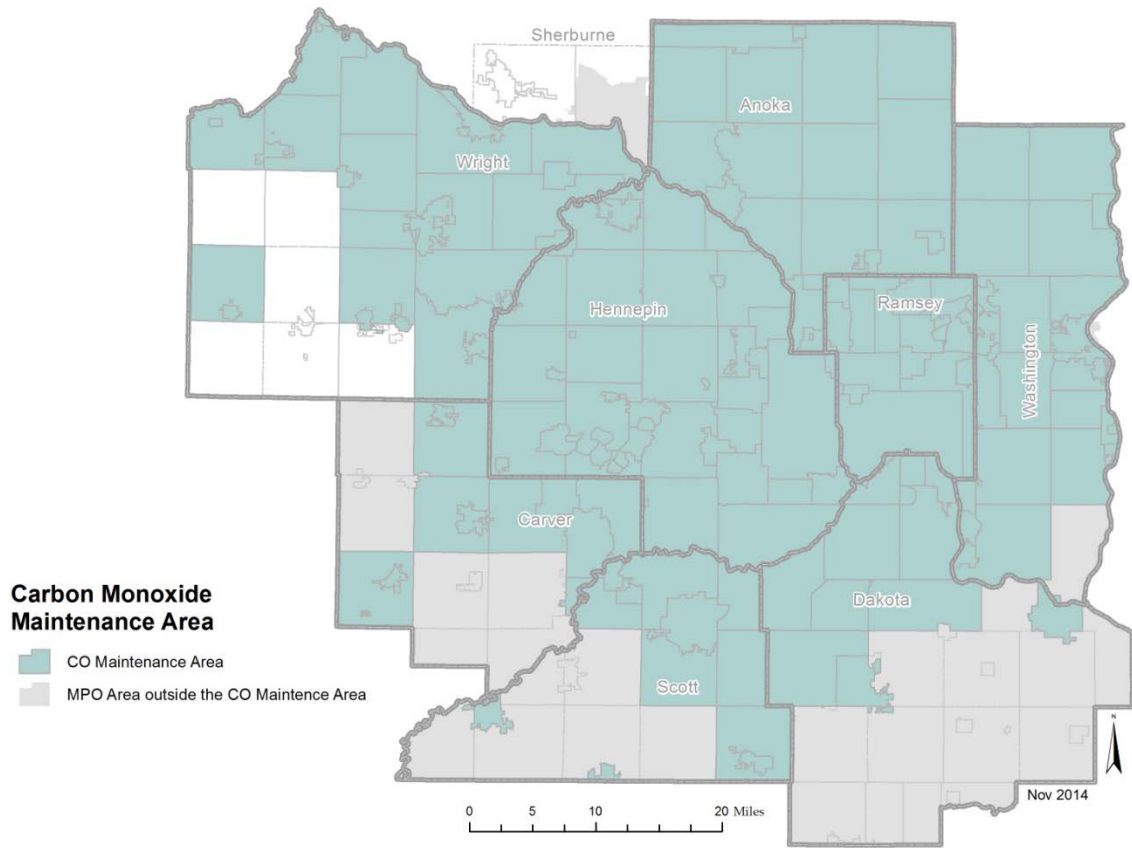 Sherburne
Anoka
Wright
Hennepin
Ramsey
Washington
Carver
Dakota
Scott
Carbon Monoxide
Maintenance Area
CO Maintenance Area
MPO Area outside the CO Maintence Area
N
Nov 2014
0 5 10 20 Miles